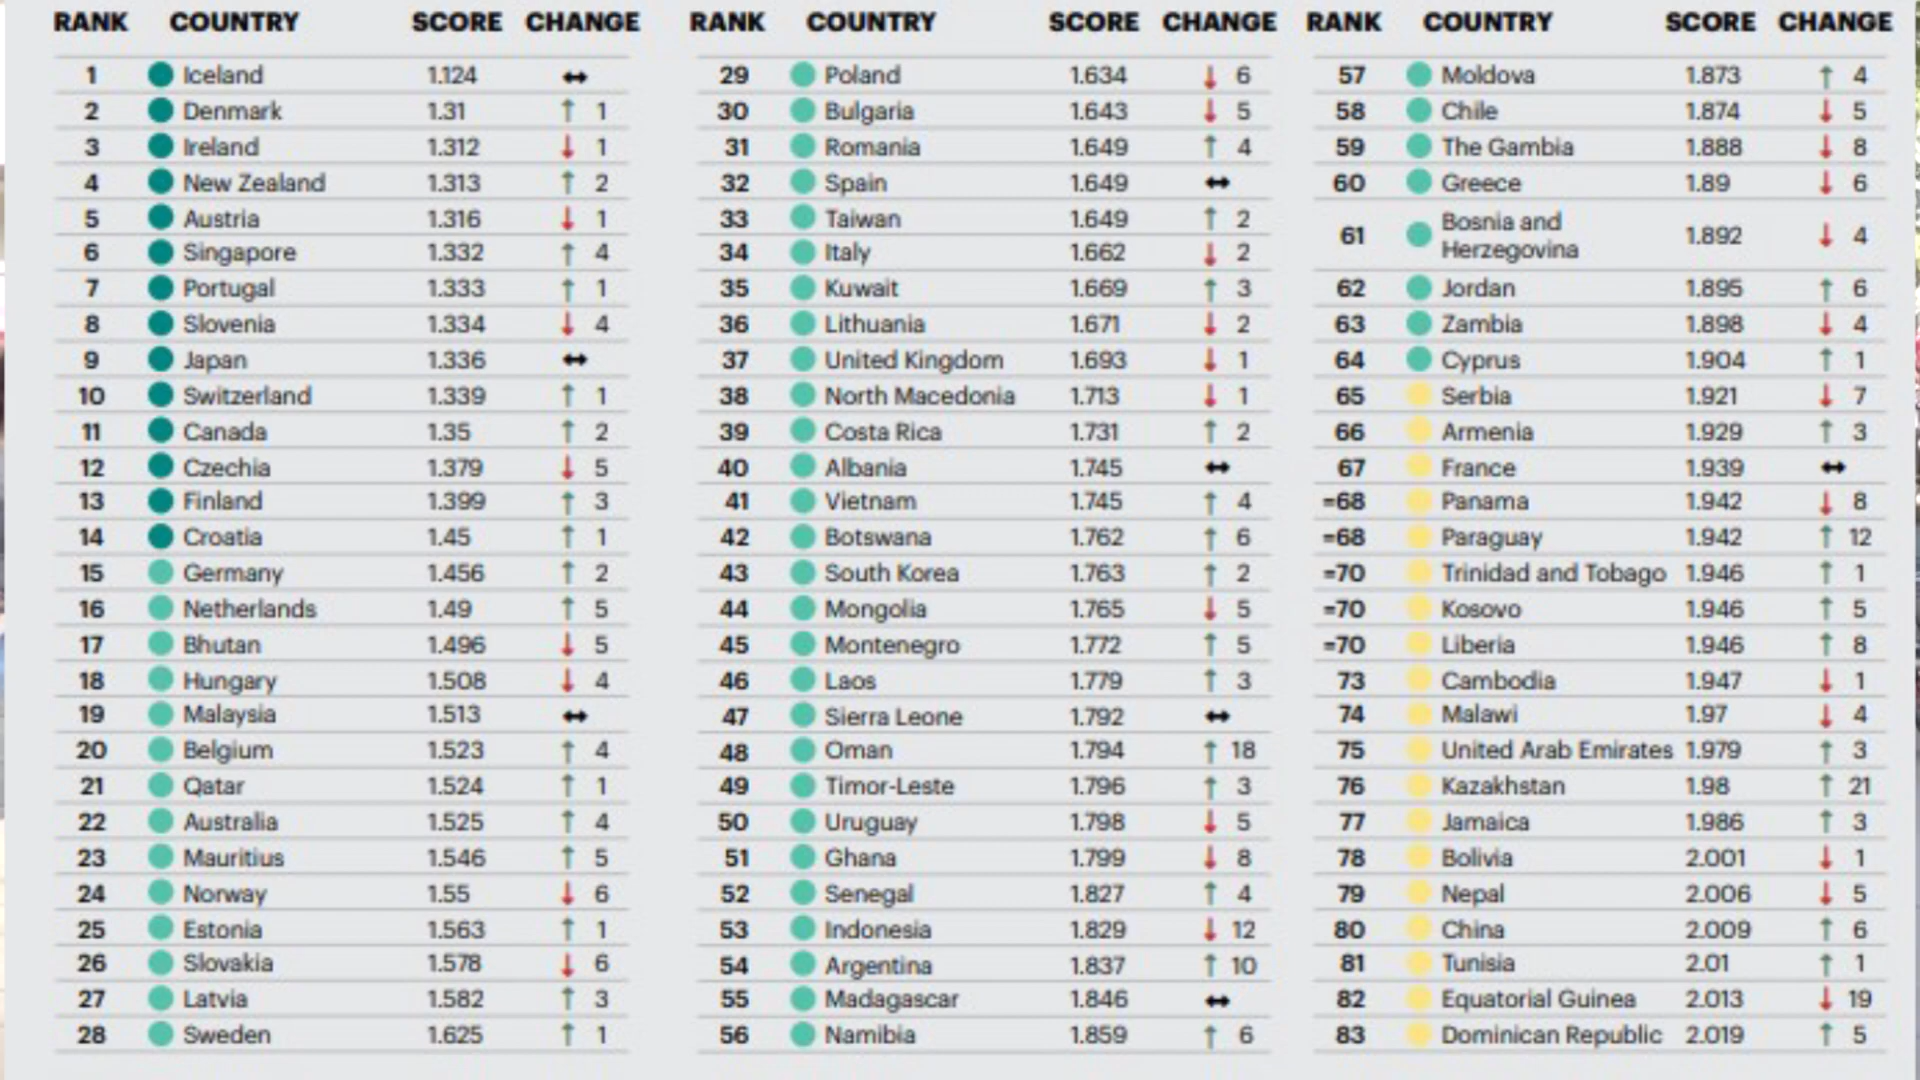 RANK COUNTRY SCORE CHANGE
1 Iceland 1.124 ↔
2 Denmark 1.31 ↑ 1
3 Ireland 1.312 ↓ 1
4 New Zealand 1.313 ↑ 2
5 Austria 1.316 ↓ 1
6 Singapore 1.332 ↑ 4
7 Portugal 1.333 ↑ 1
8 Slovenia 1.334 ↓ 4
9 Japan 1.336 ↔
10 Switzerland 1.339 ↑ 1
11 Canada 1.35 ↑ 2
12 Czechia 1.379 ↓ 5
13 Finland 1.399 ↑ 3
14 Croatia 1.45 ↑ 1
15 Germany 1.456 ↑ 2
16 Netherlands 1.49 ↑ 5
17 Bhutan 1.496 ↓ 5
18 Hungary 1.508 ↓ 4
19 Malaysia 1.513 ↔
20 Belgium 1.523 ↑ 4
21 Qatar 1.524 ↑ 1
22 Australia 1.525 ↑ 4
23 Mauritius 1.546 ↑ 5
24 Norway 1.55 ↓ 6
25 Estonia 1.563 ↑ 1
26 Slovakia 1.578 ↓ 6
27 Latvia 1.582 ↑ 3
28 Sweden 1.625 ↑ 1
RANK COUNTRY SCORE CHANGE
29 Poland 1.634 ↓ 6
30 Bulgaria 1.643 ↓ 5
31 Romania 1.649 ↑ 4
32 Spain 1.649 ↔
33 Taiwan 1.649 ↑ 2
34 Italy 1.662 ↓ 2
35 Kuwait 1.669 ↑ 3
36 Lithuania 1.671 ↓ 2
37 United Kingdom 1.693 ↓ 1
38 North Macedonia 1.713 ↓ 1
39 Costa Rica 1.731 ↑ 2
40 Albania 1.745 ↔
41 Vietnam 1.745 ↑ 4
42 Botswana 1.762 ↑ 6
43 South Korea 1.763 ↑ 2
44 Mongolia 1.765 ↓ 5
45 Montenegro 1.772 ↑ 5
46 Laos 1.779 ↑ 3
47 Sierra Leone 1.792 ↔
48 Oman 1.794 ↑ 18
49 Timor-Leste 1.796 ↑ 3
50 Uruguay 1.798 ↓ 5
51 Ghana 1.799 ↓ 8
52 Senegal 1.827 ↑ 4
53 Indonesia 1.829 ↓ 12
54 Argentina 1.837 ↑ 10
55 Madagascar 1.846 ↔
56 Namibia 1.859 ↑ 6
RANK COUNTRY SCORE CHANGE
57 Moldova 1.873 ↑ 4
58 Chile 1.874 ↓ 5
59 The Gambia 1.888 ↓ 8
60 Greece 1.89 ↓ 6
61 Bosnia and
Herzegovina 1.892 ↓ 4
62 Jordan 1.895 ↑ 6
63 Zambia 1.898 ↓ 4
64 Cyprus 1.904 ↑ 1
65 Serbia 1.921 ↓ 7
66 Armenia 1.929 ↑ 3
67 France 1.939 ↔
=68 Panama 1.942 ↓ 8
=68 Paraguay 1.942 ↑ 12
=70 Trinidad and Tobago 1.946 ↑ 1
=70 Kosovo 1.946 ↑ 5
=70 Liberia 1.946 ↑ 8
73 Cambodia 1.947 ↓ 1
74 Malawi 1.97 ↓ 4
75 United Arab Emirates 1.979 ↑ 3
76 Kazakhstan 1.98 ↑ 21
77 Jamaica 1.986 ↑ 3
78 Bolivia 2.001 ↓ 1
79 Nepal 2.006 ↓ 5
80 China 2.009 ↑ 6
81 Tunisia 2.01 ↑ 1
82 Equatorial Guinea 2.013 ↓ 19
83 Dominican Republic 2.019 ↑ 5